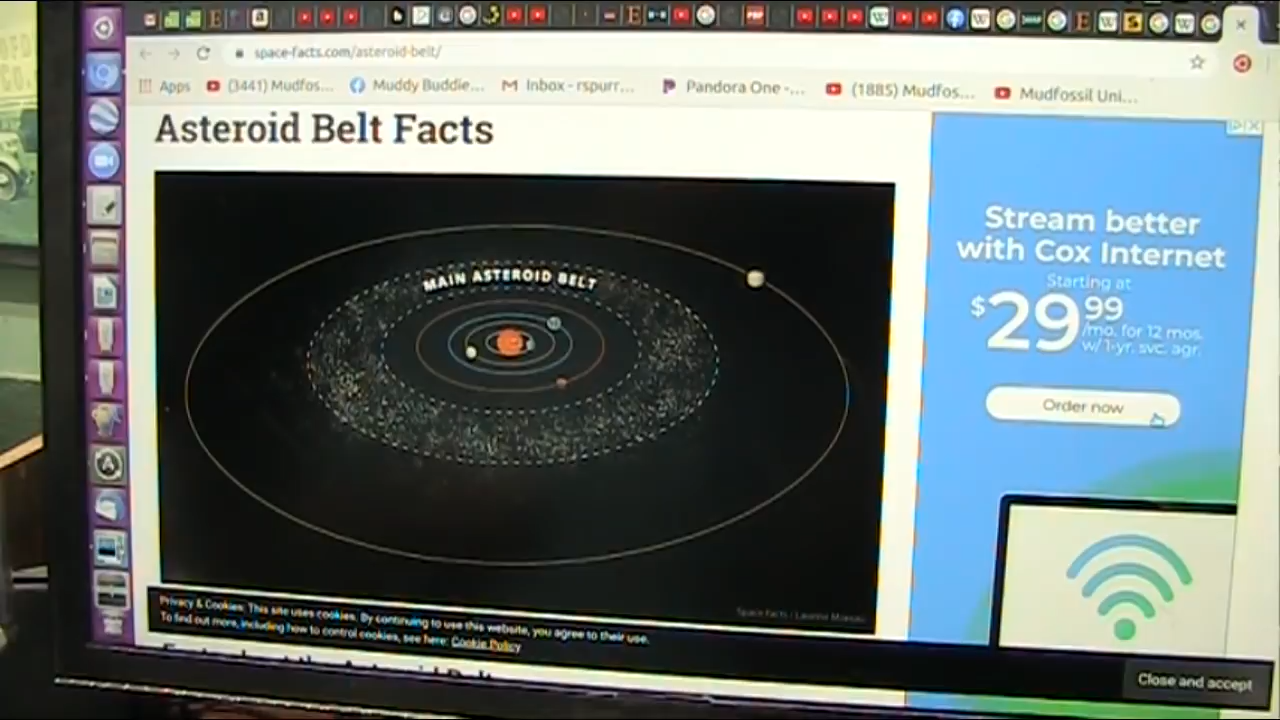 space-facts.com/asteroid-belt/
Apps
(3441) Mudfos...
Muddy Buddie...
Inbox - rspurr...
Pandora One -...
(1885) Mudfos...
Mudfossil Uni...
Asteroid Belt Facts
MAIN ASTEROID BELT
Stream better
with Cox Internet
Starting at
$29.99
/mo. for 12 mos.
w/ 1-yr. svc. agr.
Order now
Privacy & Cookies: This site uses cookies. By continuing to use this website, you agree to their use.
To find out more, including how to control cookies, see here: Cookie Policy
Close and accept